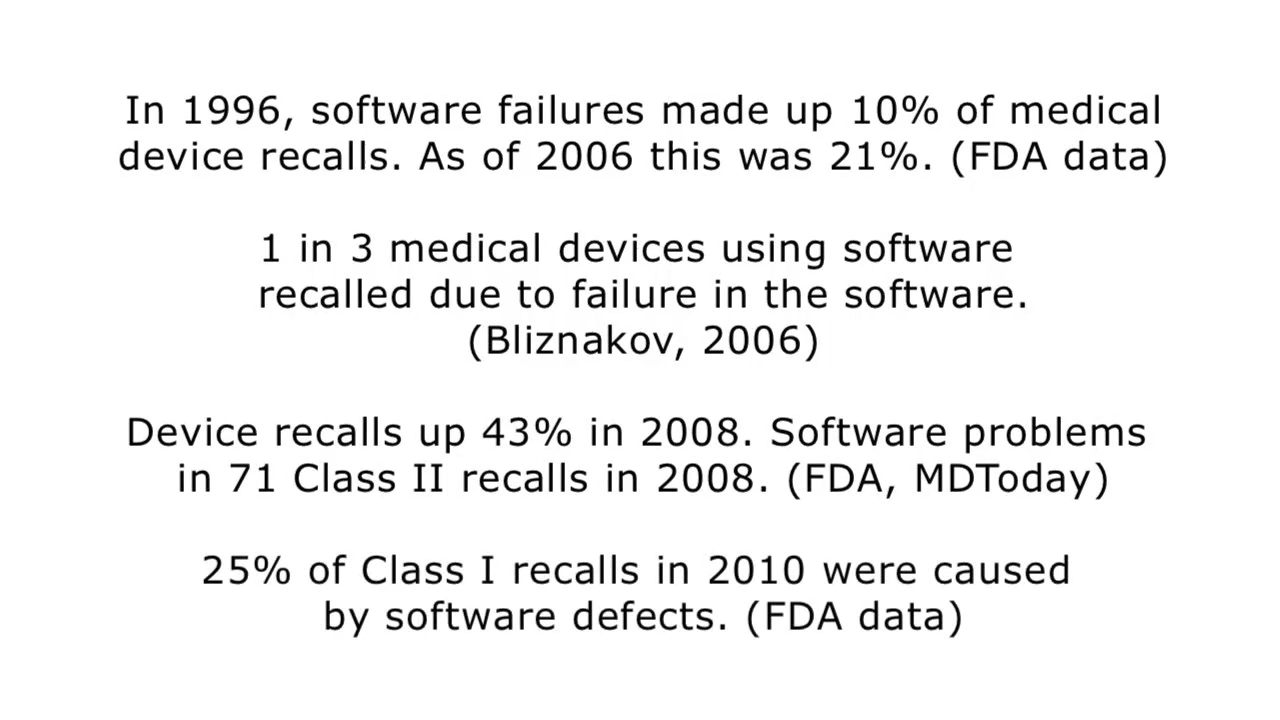 In 1996, software failures made up 10% of medical
device recalls. As of 2006 this was 21%. (FDA data)
1 in 3 medical devices using software
recalled due to failure in the software.
(Bliznakov, 2006)
Device recalls up 43% in 2008. Software problems
in 71 Class II recalls in 2008. (FDA, MDToday)
25% of Class I recalls in 2010 were caused
by software defects. (FDA data)